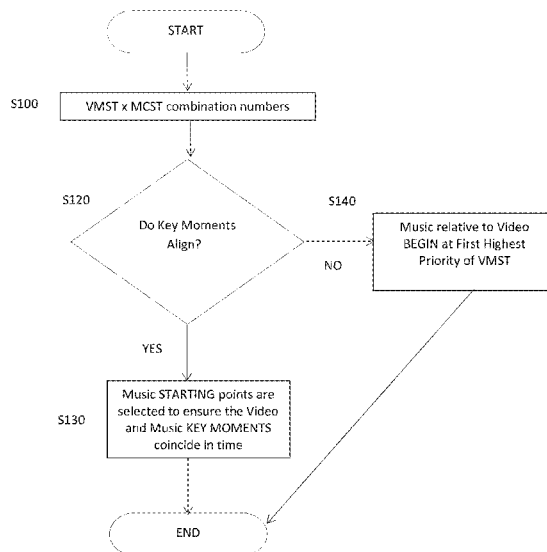 START
S100
VMST x MCST combination numbers
S120
S140
Do Key Moments
Align?
Music relative to Video
BEGIN at First Highest
Priority of VMST
NO
YES
S130
Music STARTING points are
selected to ensure the Video
and Music KEY MOMENTS
coincide in time
END